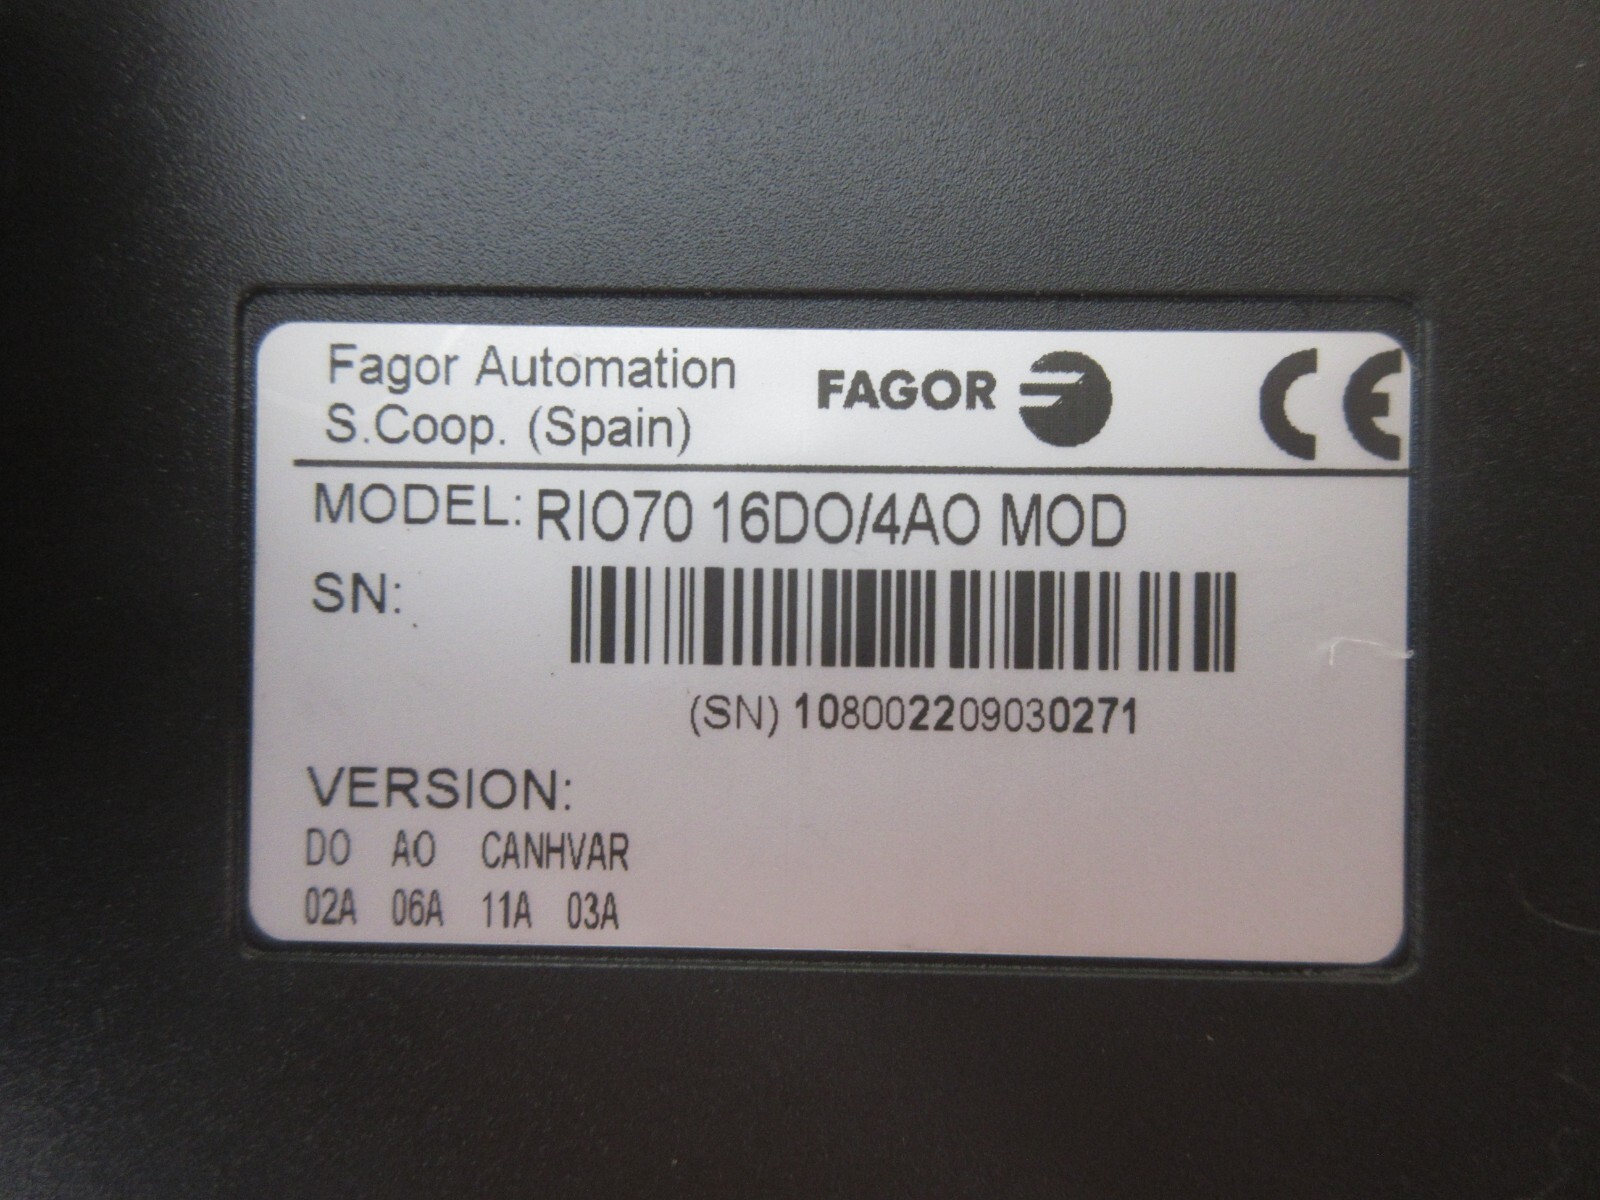 Fagor Automation
S.Coop. (Spain)
FAGOR
CE
MODEL: RIO70 16DO/4AO MOD
SN:
(SN) 108002209030271
VERSION:
DO AO CANHVAR
02A 06A 11A 03A